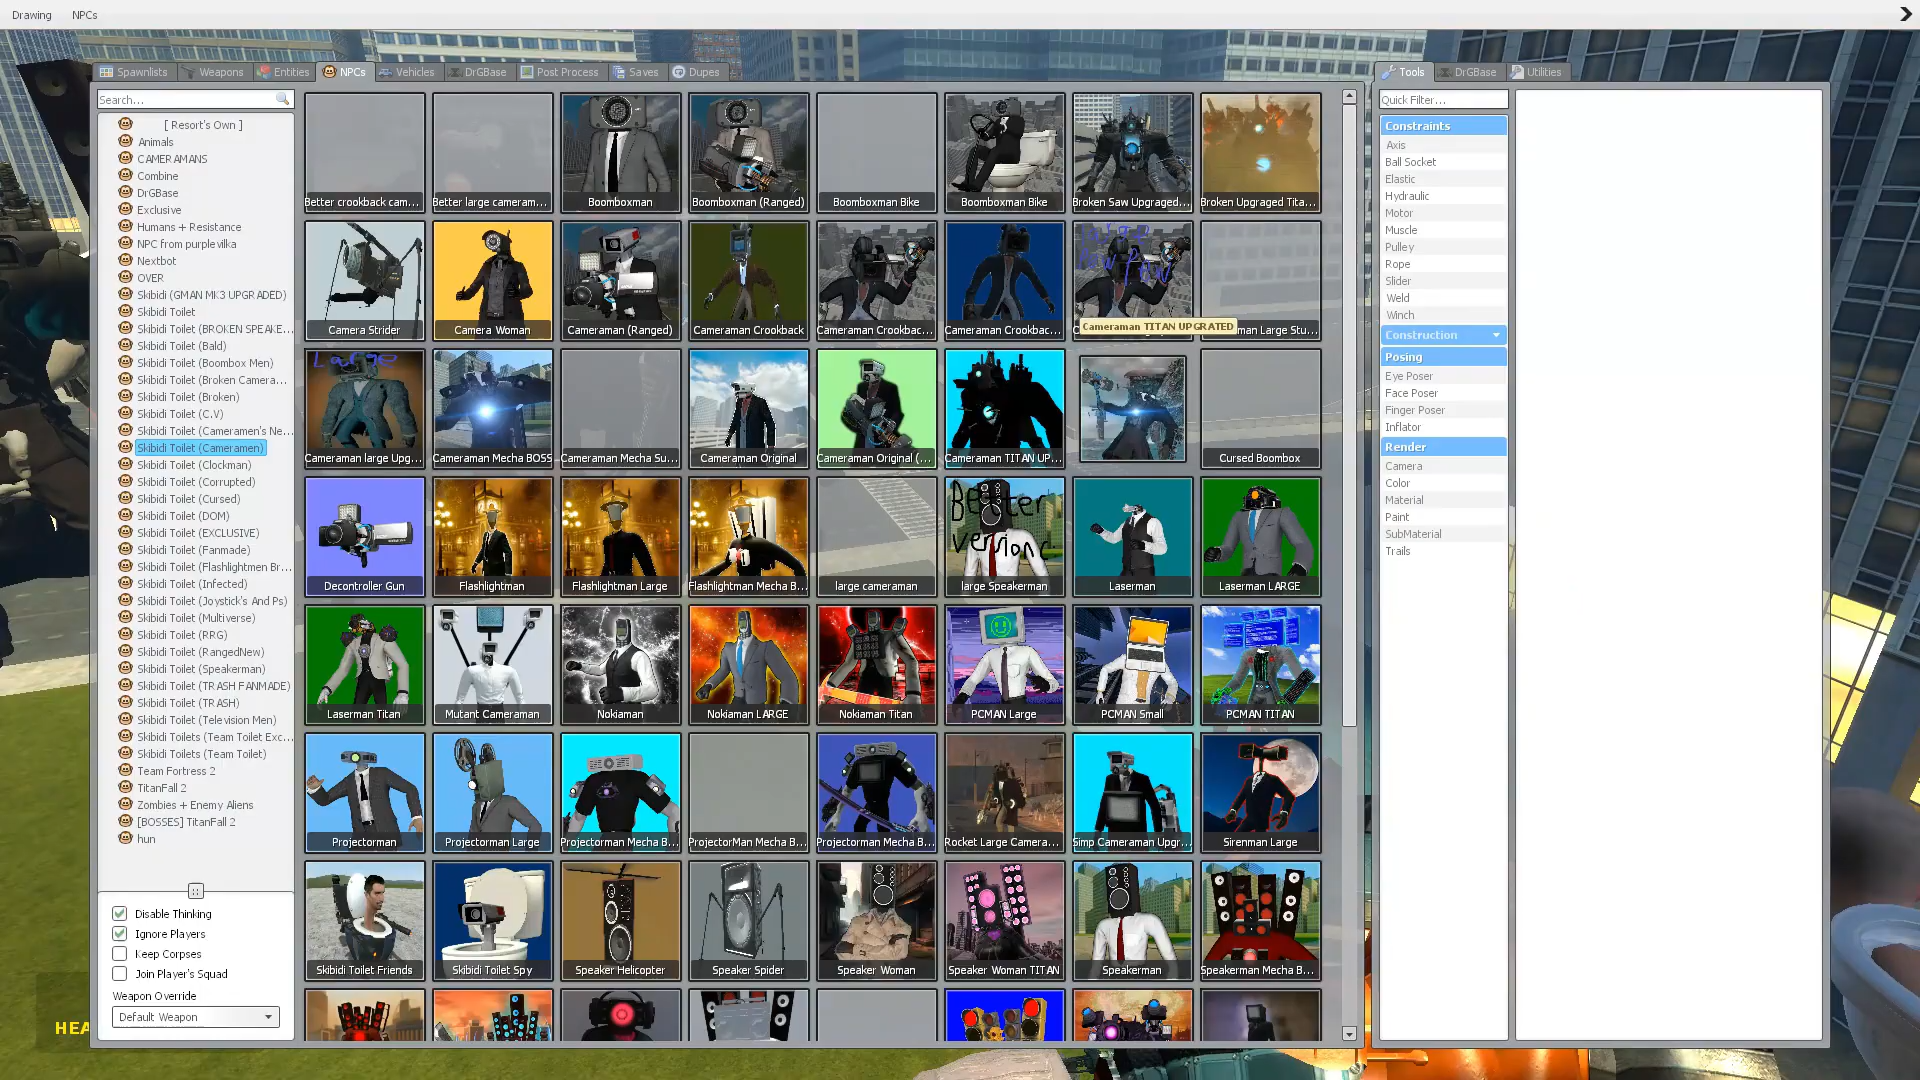 Drawing NPCs
Spawnlists Weapons Entities NPCs Vehicles DrGBase Post Process Saves Dupes
Tools DrGBase Utilities
Search...
[ Resort's Own ]
Animals
CAMERAMANS
Combine
DrGBase
Exclusive
Humans + Resistance
NPC from purplevilka
Nextbot
OVER
Skibidi (GMAN MK3 UPGRADED)
Skibidi Toilet
Skibidi Toilet (BROKEN SPEAKE...
Skibidi Toilet (Bald)
Skibidi Toilet (Boombox Men)
Skibidi Toilet (Broken Camera...
Skibidi Toilet (Broken)
Skibidi Toilet (C.V)
Skibidi Toilet (Cameramen's Ne...
Skibidi Toilet (Cameramen)
Skibidi Toilet (Clockman)
Skibidi Toilet (Corrupted)
Skibidi Toilet (Cursed)
Skibidi Toilet (DOM)
Skibidi Toilet (EXCLUSIVE)
Skibidi Toilet (Fanmade)
Skibidi Toilet (Flashlightmen Br...
Skibidi Toilet (Infected)
Skibidi Toilet (Joystick's And Ps)
Skibidi Toilet (Multiverse)
Skibidi Toilet (RRG)
Skibidi Toilet (RangedNew)
Skibidi Toilet (Speakerman)
Skibidi Toilet (TRASH FANMADE)
Skibidi Toilet (TRASH)
Skibidi Toilet (Television Men)
Skibidi Toilets (Team Toilet Exc...
Skibidi Toilets (Team Toilet)
Team Fortress 2
TitanFall 2
Zombies + Enemy Aliens
[BOSSES] TitanFall 2
hun
Disable Thinking
Ignore Players
Keep Corpses
Join Player's Squad
Weapon Override
Default Weapon
HEA
Better crookback cam... Better large cameram... Boomboxman Boomboxman (Ranged) Boomboxman Bike Boomboxman Bike Broken Saw Upgraded... Broken Upgraded Tita...
Camera Strider Camera Woman Cameraman (Ranged) Cameraman Crookback Cameraman Crookbac... Cameraman Crookbac... man Large Stu...
Cameraman TITAN UPGRATED
Large
Cameraman large Upg... Cameraman Mecha BOSS Cameraman Mecha Su... Cameraman Original Cameraman Original (... Cameraman TITAN UP... Cursed Boombox
Better
versionc
Decontroller Gun Flashlightman Flashlightman Large Flashlightman Mecha B... large cameraman large Speakerman Laserman Laserman LARGE
Laserman Titan Mutant Cameraman Nokiaman Nokiaman LARGE Nokiaman Titan PCMAN Large PCMAN Small PCMAN TITAN
Projectorman Projectorman Large Projectorman Mecha B... ProjectorMan Mecha B... Projectorman Mecha B... Rocket Large Camera... Simp Cameraman Upgr... Sirenman Large
Skibidi Toilet Friends Skibidi Toilet Spy Speaker Helicopter Speaker Spider Speaker Woman Speaker Woman TITAN Speakerman Speakerman Mecha B...
Quick Filter...
Constraints
Axis
Ball Socket
Elastic
Hydraulic
Motor
Muscle
Pulley
Rope
Slider
Weld
Winch
Construction
Posing
Eye Poser
Face Poser
Finger Poser
Inflator
Render
Camera
Color
Material
Paint
SubMaterial
Trails